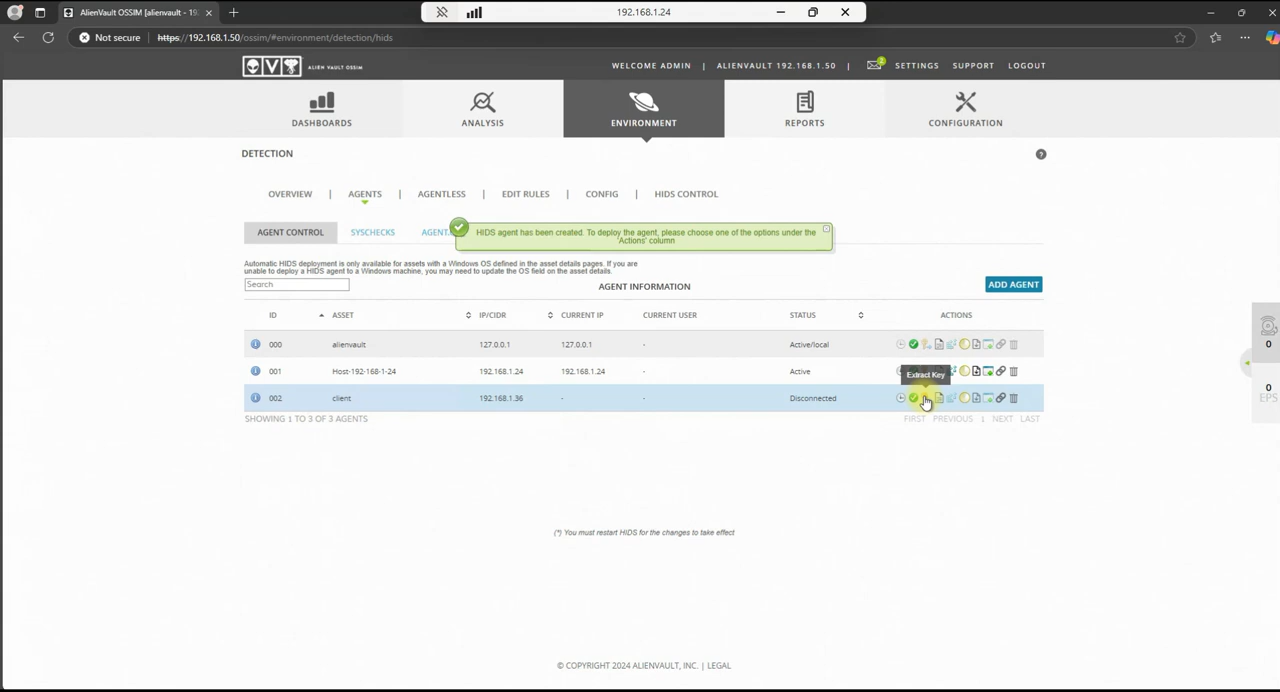 AlienVault OSSIM [alienvault - 19
192.168.1.24
Not secure
https://192.168.1.50/ossim/#environment/detection/hids
ALIEN VAULT OSSIM
WELCOME ADMIN | ALIENVAULT 192.168.1.50 | 2 SETTINGS SUPPORT LOGOUT
DASHBOARDS
ANALYSIS
ENVIRONMENT
REPORTS
CONFIGURATION
DETECTION
OVERVIEW | AGENTS | AGENTLESS | EDIT RULES | CONFIG | HIDS CONTROL
AGENT CONTROL SYSCHECKS AGENT.
HIDS agent has been created. To deploy the agent, please choose one of the options under the
'Actions' column
Automatic HIDS deployment is only available for assets with a Windows OS defined in the asset details pages. If you are
unable to deploy a HIDS agent to a Windows machine, you may need to update the OS field on the asset details.
Search
AGENT INFORMATION
ADD AGENT
ID ASSET IP/CIDR CURRENT IP CURRENT USER STATUS ACTIONS
000 alienvault 127.0.0.1 127.0.0.1 - Active/local
001 Host-192-168-1-24 192.168.1.24 192.168.1.24 - Active
Extract Key
002 client 192.168.1.36 - - Disconnected
SHOWING 1 TO 3 OF 3 AGENTS
FIRST PREVIOUS 1 NEXT LAST
0
0
EPS
(*) You must restart HIDS for the changes to take effect
© COPYRIGHT 2024 ALIENVAULT, INC. | LEGAL